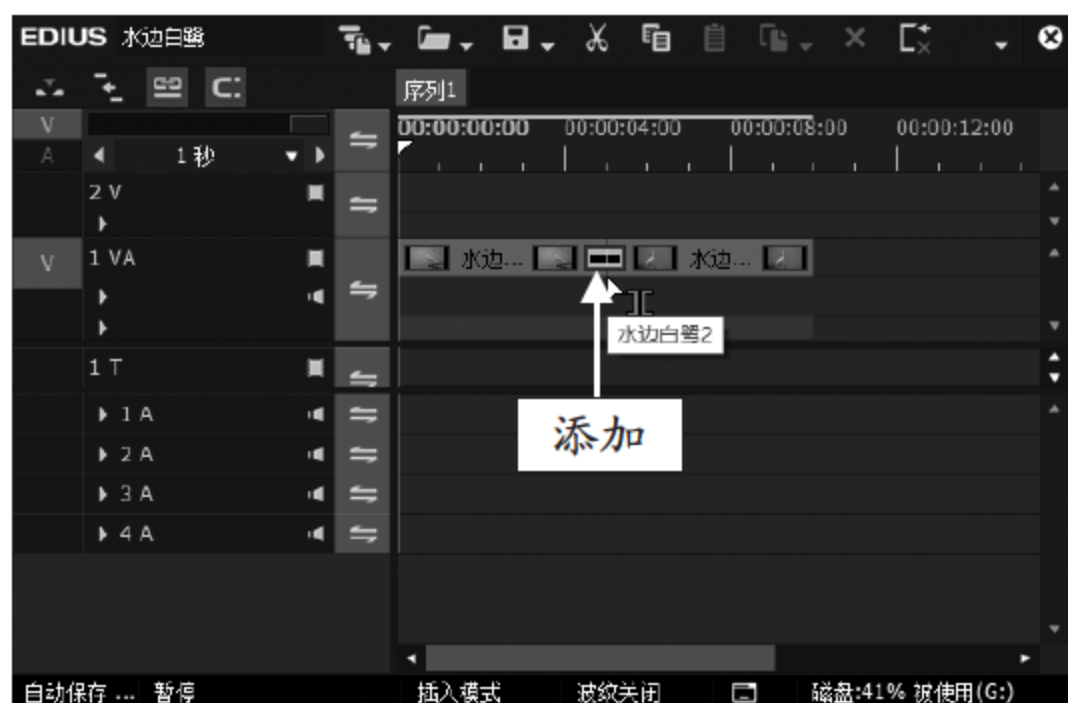 EDIUS 水边白鹭
序列1
V
A
1秒
00:00:00:00 00:00:04:00 00:00:08:00 00:00:12:00
2 V
V
1 VA
水边... 水边...
水边白鹭2
1 T
添加
1 A
2 A
3 A
4 A
自动保存 ... 暂停 插入模式 波纹关闭 磁盘:41% 被使用(G:)